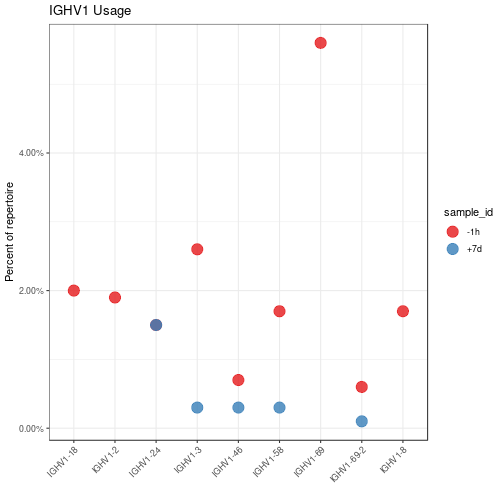 IGHV1 Usage
Percent of repertoire
4.00%
2.00%
0.00%
IGHV1-18
IGHV1-2
IGHV1-24
IGHV1-3
IGHV1-46
IGHV1-58
IGHV1-69
IGHV1-69-2
IGHV1-8
sample_id
-1h
+7d